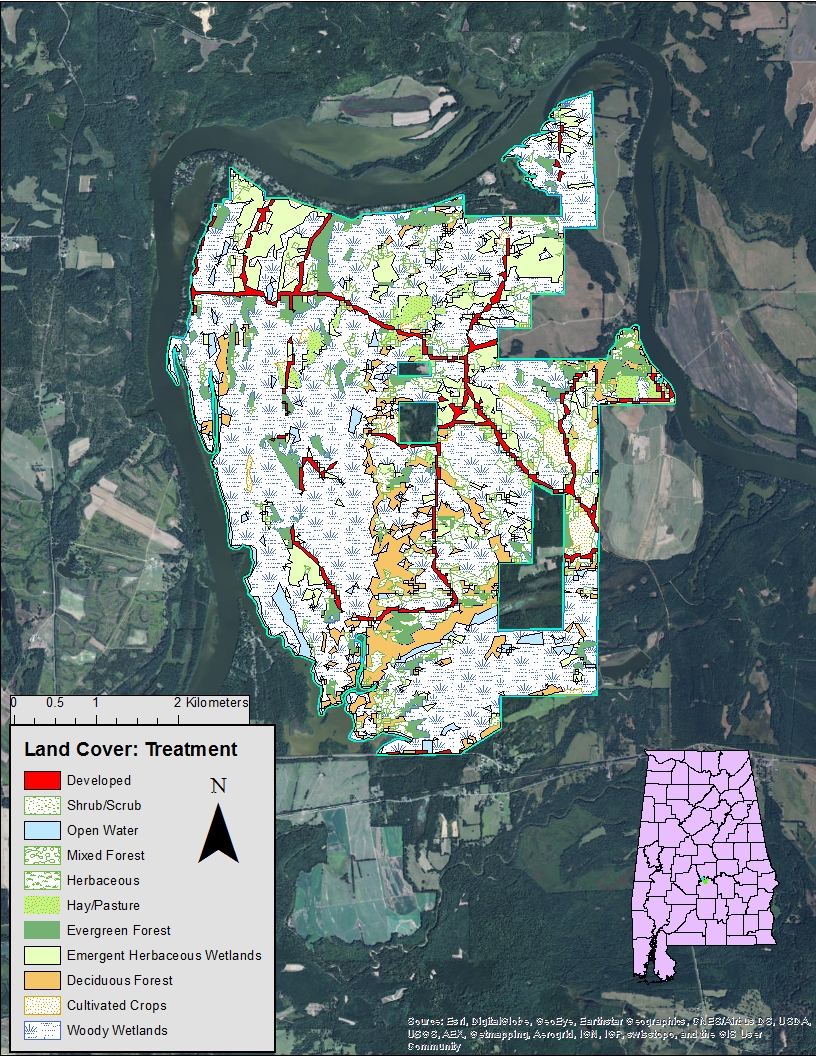 0 0.5 1 2 Kilometers
Land Cover: Treatment
N
Developed
Shrub/Scrub
Open Water
Mixed Forest
Herbaceous
Hay/Pasture
Evergreen Forest
Emergent Herbaceous Wetlands
Deciduous Forest
Cultivated Crops
Woody Wetlands
Source: Esri, DigitalGlobe, GeoEye, Earthstar Geographics, CNES/Airbus DS, USDA,
USGS, AEX, Getmapping, Aerogrid, IGN, IGP, swisstopo, and the GIS User
Community